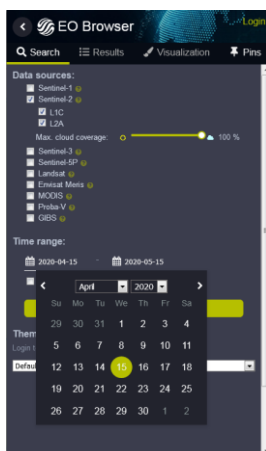 EO Browser
Login
Search
Results
Visualization
Pins
Data sources:
Sentinel-1
Sentinel-2
L1C
L2A
Max. cloud coverage: 100 %
Sentinel-3
Sentinel-5P
Landsat
Envisat Meris
MODIS
Proba-V
GIBS
Time range:
2020-04-15 - 2020-05-15
April 2020
Su Mo Tu We Th Fr Sa
29 30 31 1 2 3 4
5 6 7 8 9 10 11
Them
Login t
12 13 14 15 16 17 18
Defaul
19 20 21 22 23 24 25
26 27 28 29 30 1 2